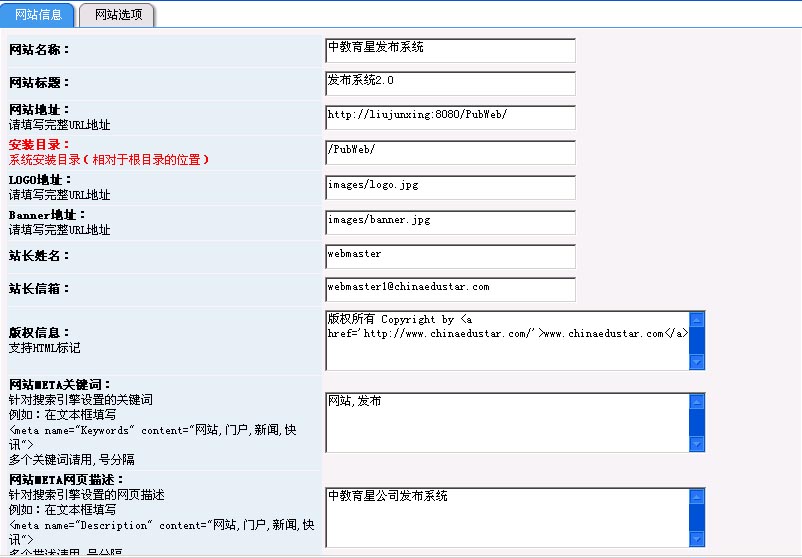 网站信息 网站选项
网站名称： 中教育星发布系统
网站标题： 发布系统2.0
网站地址： http://liujunxing:8080/PubWeb/
请填写完整URL地址
安装目录： /PubWeb/
系统安装目录(相对于根目录的位置)
LOGO地址： images/logo.jpg
请填写完整URL地址
Banner地址： images/banner.jpg
请填写完整URL地址
站长姓名： webmaster
站长信箱： webmaster1@chinaedustar.com
版权信息：
支持HTML标记
版权所有 Copyright by <a
href='http://www.chinaedustar.com/'>www.chinaedustar.com</a>
网站META关键词：
针对搜索引擎设置的关键词
例如：在文本框填写
<meta name="Keywords" content="网站,门户,新闻,快
讯">
多个关键词请用,号分隔
网站,发布
网站META网页描述：
针对搜索引擎设置的网页描述
例如：在文本框填写
<meta name="Description" content="网站,门户,新闻,快
讯">
多个描述请用,号分隔
中教育星公司发布系统